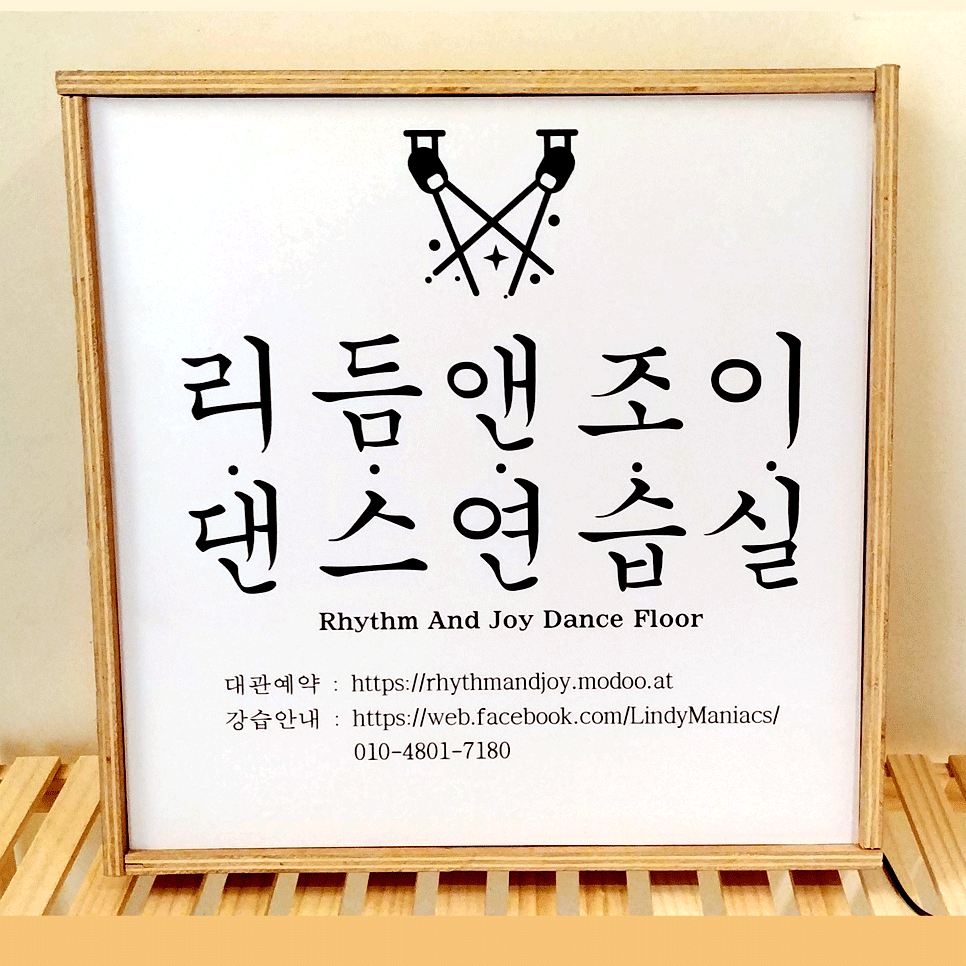 리듬앤조이
댄스연습실
Rhythm And Joy Dance Floor
대관예약 : https://rhythmandjoy.modoo.at
강습안내 : https://web.facebook.com/LindyManiacs/
010-4801-7180